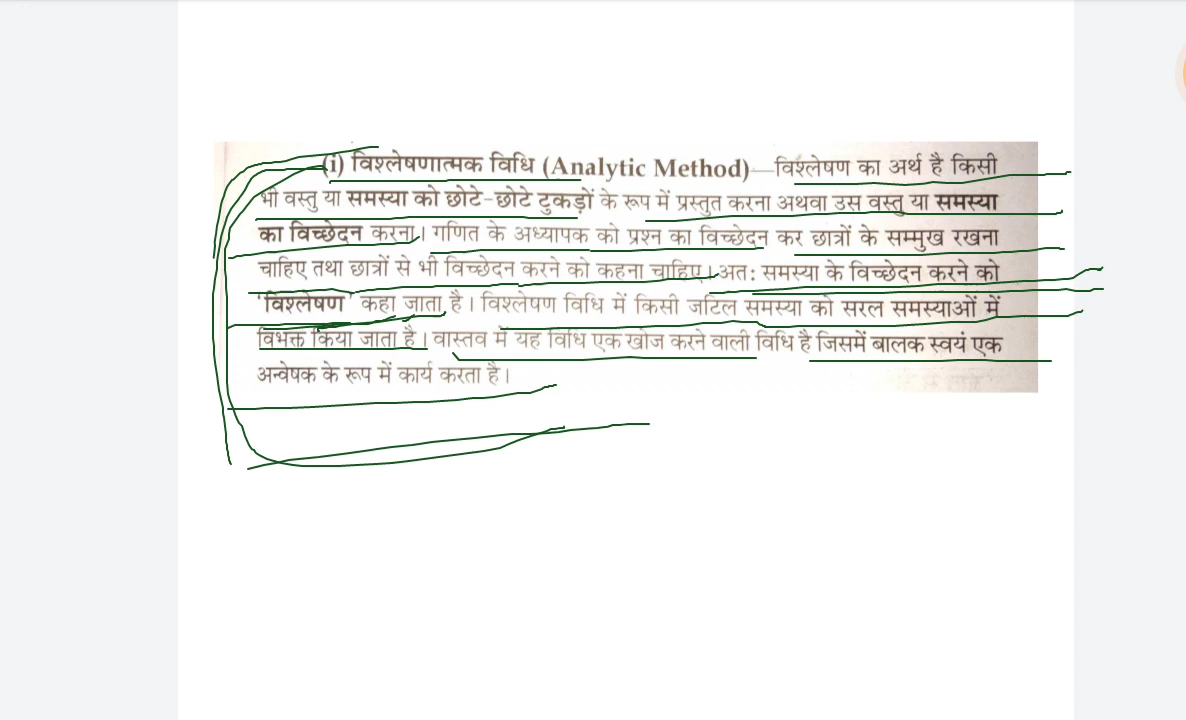 (i) विश्लेषणात्मक विधि (Analytic Method)—विश्लेषण का अर्थ है किसी
भी वस्तु या समस्या को छोटे-छोटे टुकड़ों के रूप में प्रस्तुत करना अथवा उस वस्तु या समस्या
का विच्छेदन करना। गणित के अध्यापक को प्रश्न का विच्छेदन कर छात्रों के सम्मुख रखना
चाहिए तथा छात्रों से भी विच्छेदन करने को कहना चाहिए। अत: समस्या के विच्छेदन करने को
'विश्लेषण' कहा जाता है। विश्लेषण विधि में किसी जटिल समस्या को सरल समस्याओं में
विभक्त किया जाता है। वास्तव में यह विधि एक खोज करने वाली विधि है जिसमें बालक स्वयं एक
अन्वेषक के रूप में कार्य करता है।